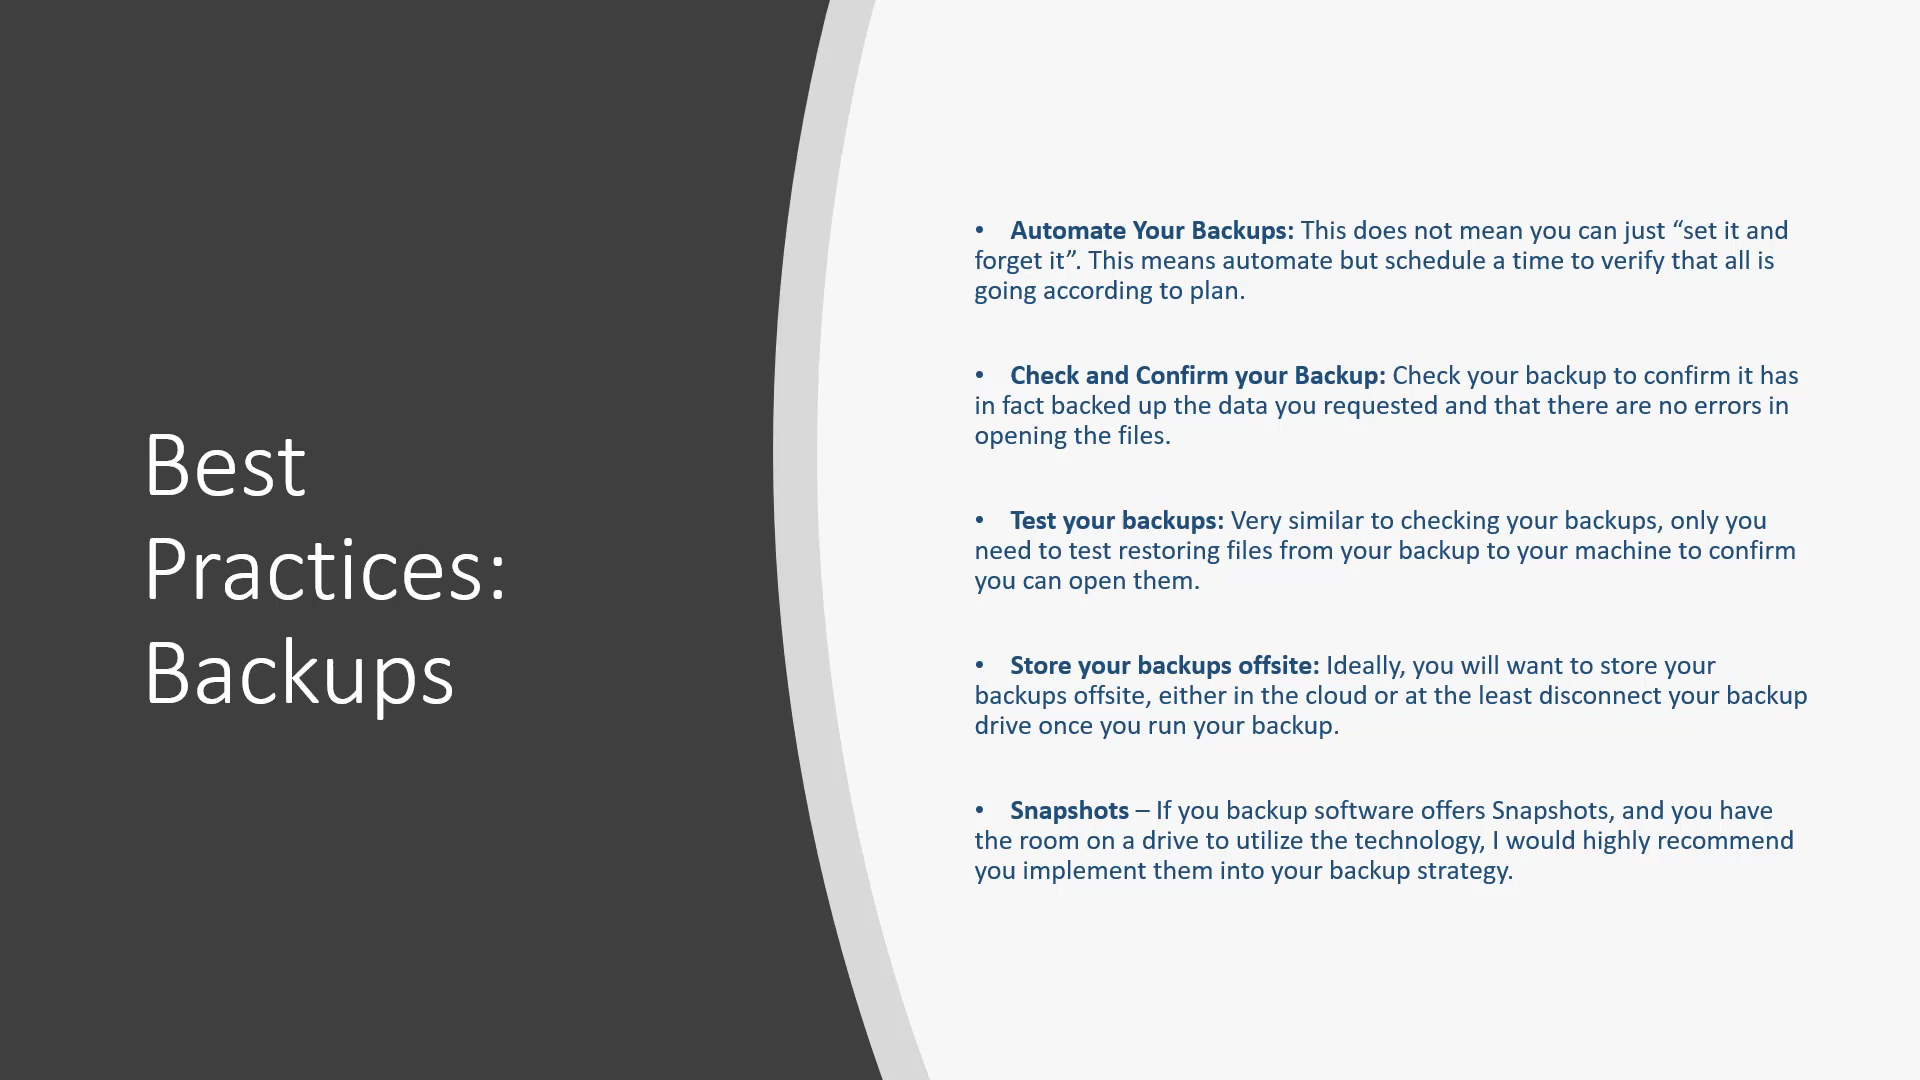 Best
Practices:
Backups
• Automate Your Backups: This does not mean you can just “set it and
forget it”. This means automate but schedule a time to verify that all is
going according to plan.
• Check and Confirm your Backup: Check your backup to confirm it has
in fact backed up the data you requested and that there are no errors in
opening the files.
• Test your backups: Very similar to checking your backups, only you
need to test restoring files from your backup to your machine to confirm
you can open them.
• Store your backups offsite: Ideally, you will want to store your
backups offsite, either in the cloud or at the least disconnect your backup
drive once you run your backup.
• Snapshots – If you backup software offers Snapshots, and you have
the room on a drive to utilize the technology, I would highly recommend
you implement them into your backup strategy.